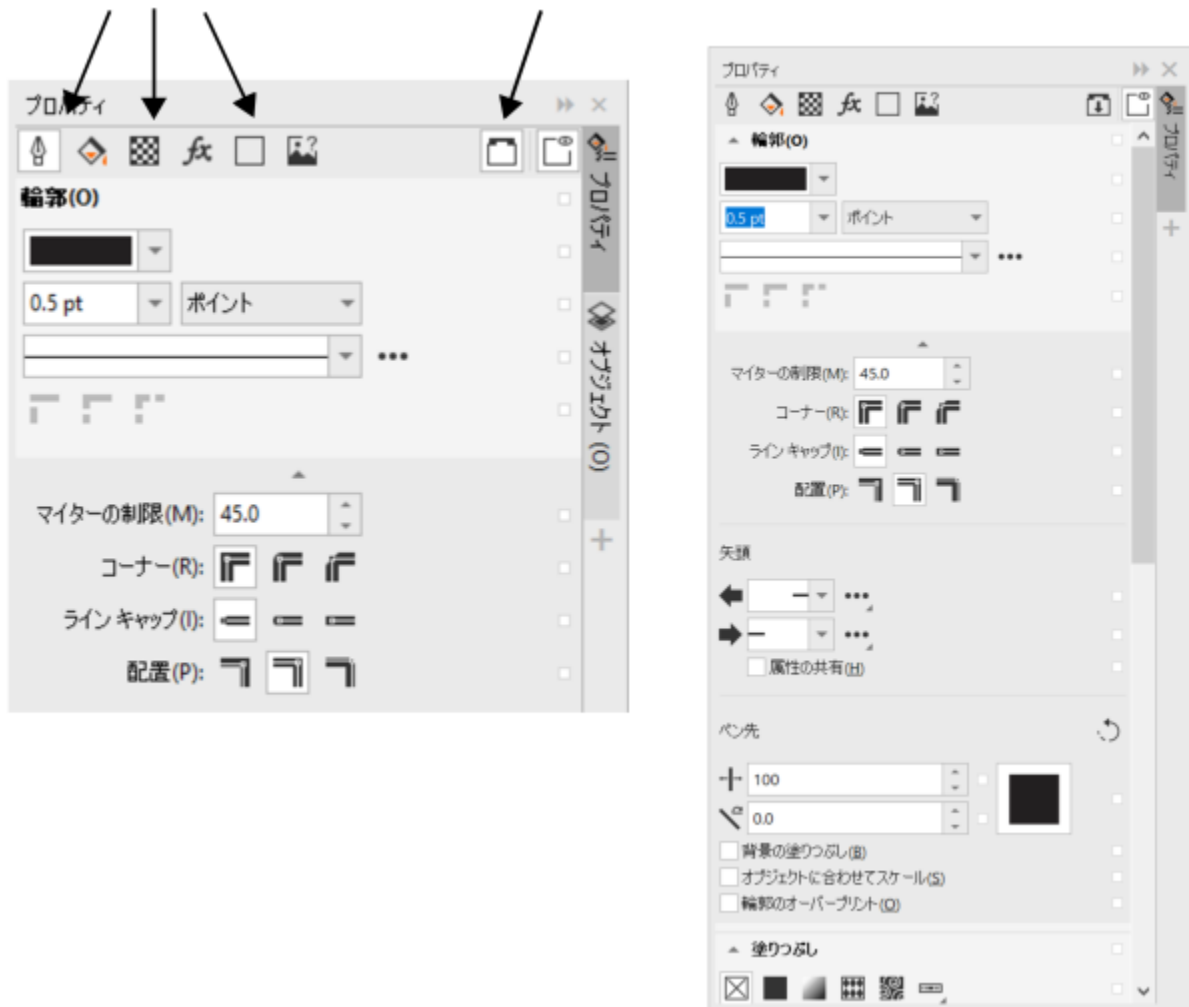 プロパティ
fx
輪郭(O)
0.5 pt
ポイント
マイターの制限(M):
45.0
コーナー(R):
ライン キャップ(I):
配置(P):
プロパティ
オブジェクト (O)
プロパティ
fx
輪郭(O)
0.5 pt
ポイント
マイターの制限(M):
45.0
コーナー(R):
ライン キャップ(I):
配置(P):
矢頭
属性の共有(H)
ペン先
100
0.0
背景の塗りつぶし(B)
オブジェクトに合わせてスケール(S)
輪郭のオーバープリント(O)
塗りつぶし
プロパティ